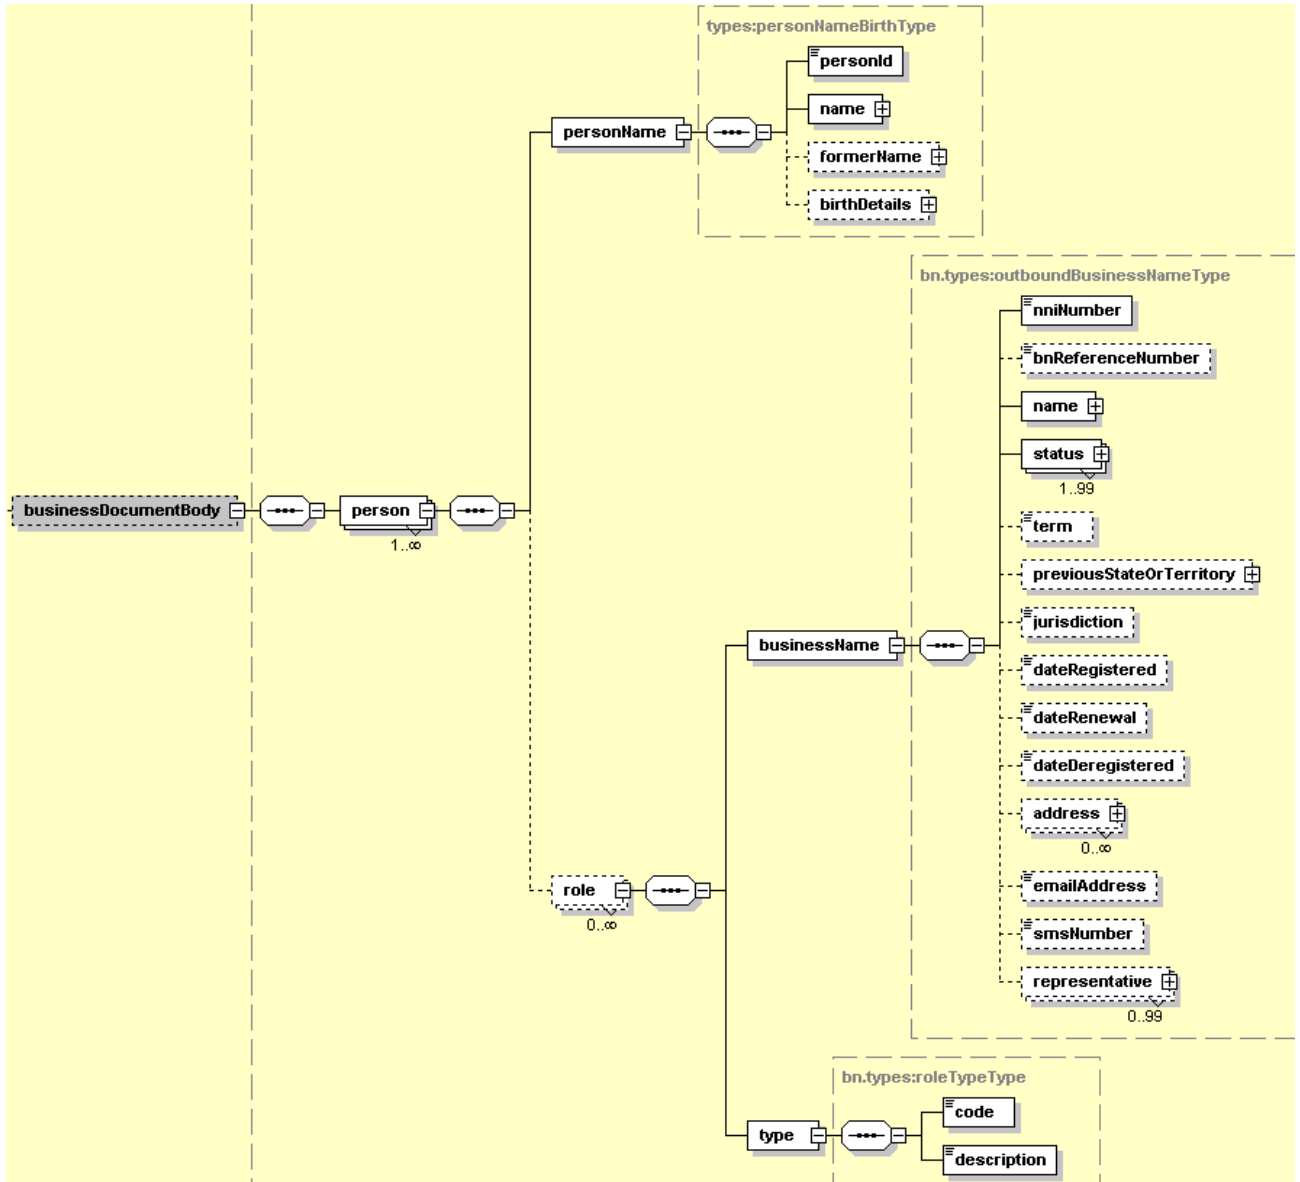 types:personNameBirthType
personId
name
personName
formerName
birthDetails
bn.types:outboundBusinessNameType
nniNumber
bnReferenceNumber
name
status
1..99
businessDocumentBody
person
1..∞
term
previousStateOrTerritory
jurisdiction
businessName
dateRegistered
dateRenewal
dateDeregistered
address
0..∞
role
0..∞
emailAddress
smsNumber
representative
0..99
bn.types:roleTypeType
code
type
description